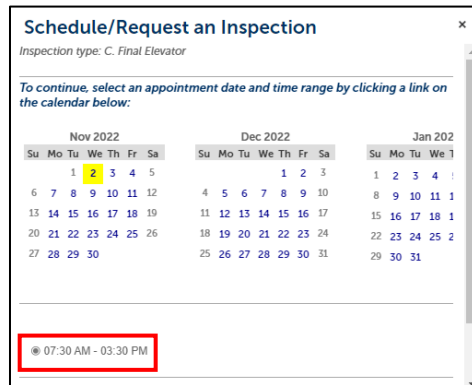 Schedule/Request an Inspection
×
Inspection type: C. Final Elevator
To continue, select an appointment date and time range by clicking a link on
the calendar below:
Nov 2022 Dec 2022 Jan 202
Su Mo Tu We Th Fr Sa Su Mo Tu We Th Fr Sa Su Mo Tu We
1 2 3 4 5 1 2 3 1 2 3 4
6 7 8 9 10 11 12 4 5 6 7 8 9 10 8 9 10 11 1
13 14 15 16 17 18 19 11 12 13 14 15 16 17 15 16 17 18 1
20 21 22 23 24 25 26 18 19 20 21 22 23 24 22 23 24 25 2
27 28 29 30 25 26 27 28 29 30 31 29 30 31
07:30 AM - 03:30 PM